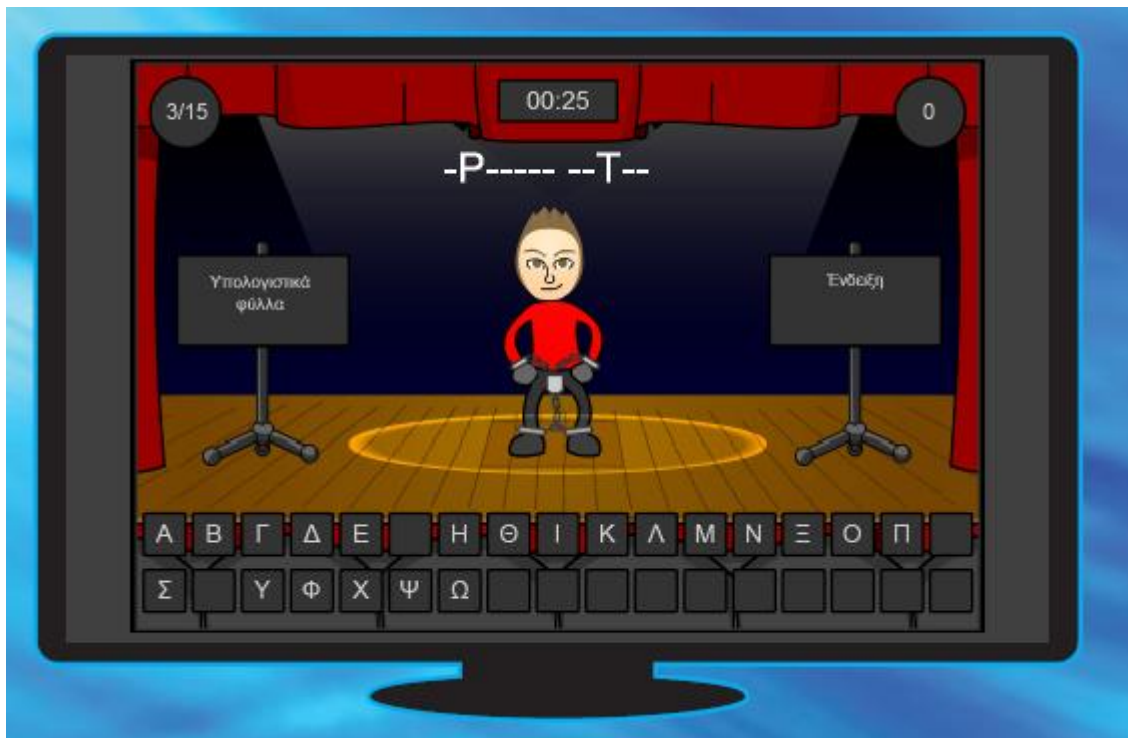 3/15
00:25
0
-Ρ----- --Τ--
Υπολογιστικά
φύλλα
Ένδειξη
Α Β Γ Δ Ε Η Θ Ι Κ Λ Μ Ν Ξ Ο Π
Σ Υ Φ Χ Ψ Ω